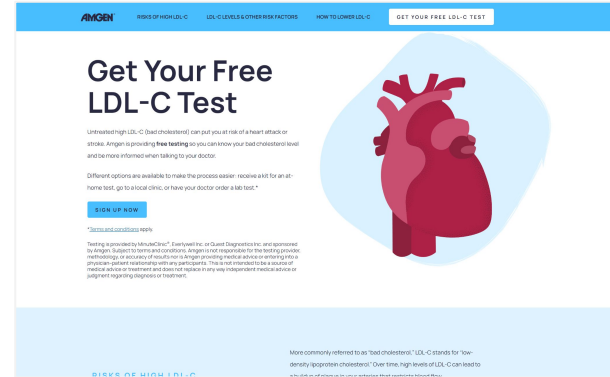 AMGEN
RISKS OF HIGH LDL-C
LDL-C LEVELS & OTHER RISK FACTORS
HOW TO LOWER LDL-C
GET YOUR FREE LDL-C TEST
Get Your Free
LDL-C Test
Untreated high LDL-C (bad cholesterol) can put you at risk of a heart attack or
stroke. Amgen is providing free testing so you can know your bad cholesterol level
and be more informed when talking to your doctor.
Different options are available to make the process easier: receive a kit for an at-
home test, go to a local clinic, or have your doctor order a lab test.*
SIGN UP NOW
*Terms and conditions apply.
Testing is provided by MinuteClinic®, Everlywell Inc. or Quest Diagnostics Inc. and sponsored
by Amgen. Subject to terms and conditions. Amgen is not responsible for the testing provider,
methodology, or accuracy of results nor is Amgen providing medical advice or entering into a
physician-patient relationship with any participants. This is not intended to be a source of
medical advice or treatment and does not replace in any way independent medical advice or
judgment regarding diagnosis or treatment.
More commonly referred to as "bad cholesterol," LDL-C stands for "low-
density lipoprotein cholesterol." Over time, high levels of LDL-C can lead to
RISKS OF HIGH LDL-C
a buildup of plaque in your arteries that restricts blood flow.